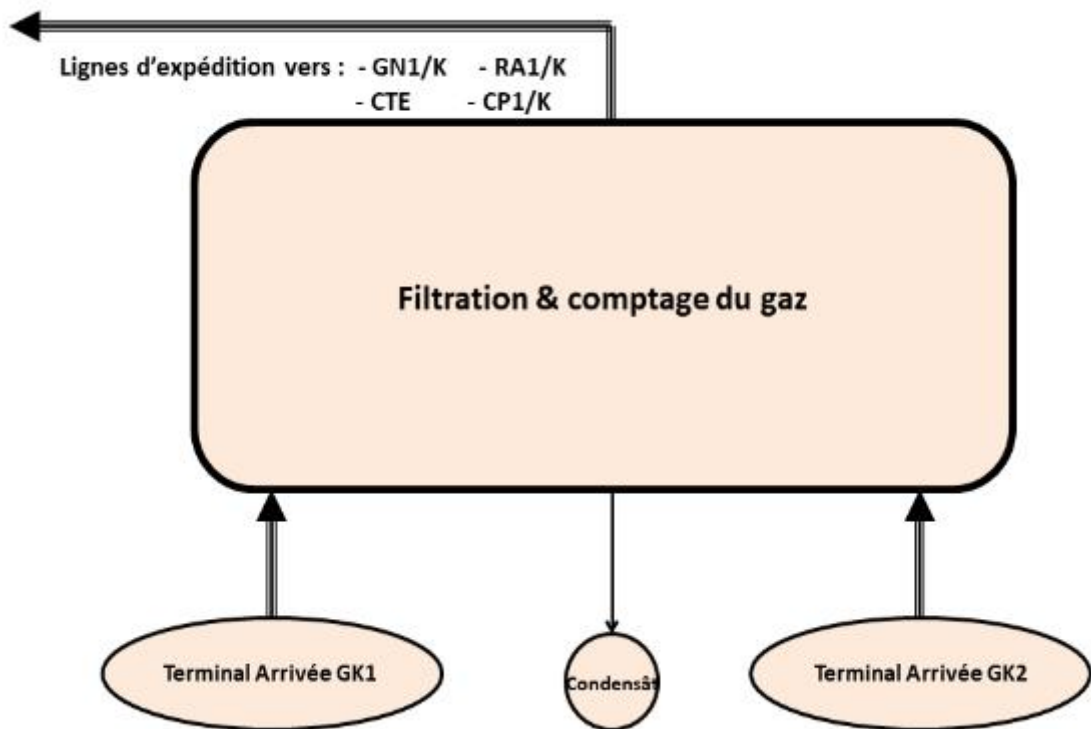 Lignes d'expédition vers : - GN1/K - RA1/K
- CTE - CP1/K
Filtration & comptage du gaz
Terminal Arrivée GK1
Condensât
Terminal Arrivée GK2